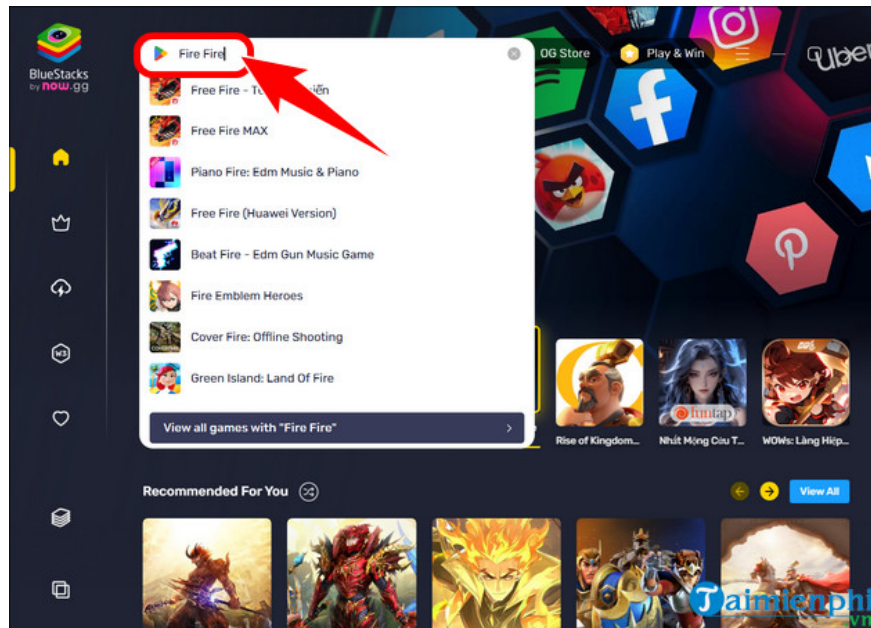 BlueStacks
by now.gg
Fire Fire
OG Store
Play & Win
Uber
Free Fire - iến
Free Fire MAX
Piano Fire: Edm Music & Piano
Free Fire (Huawei Version)
Beat Fire - Edm Gun Music Game
Fire Emblem Heroes
Cover Fire: Offline Shooting
Green Island: Land Of Fire
View all games with "Fire Fire"
funtap
Rise of Kingdom...
Nhất Mộng Cửu T...
WOWs: Làng Hiệp...
Recommended For You
View All
Taimienphi
.vn